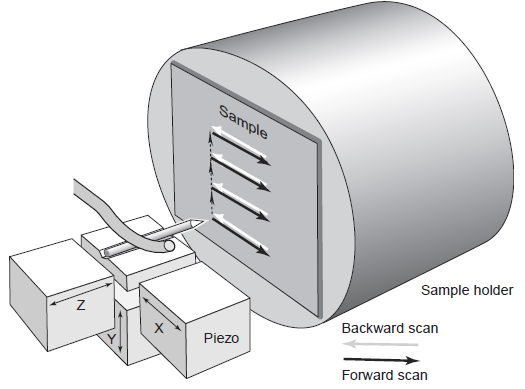 Sample
Sample holder
Z
Y
X
Piezo
Backward scan
Forward scan